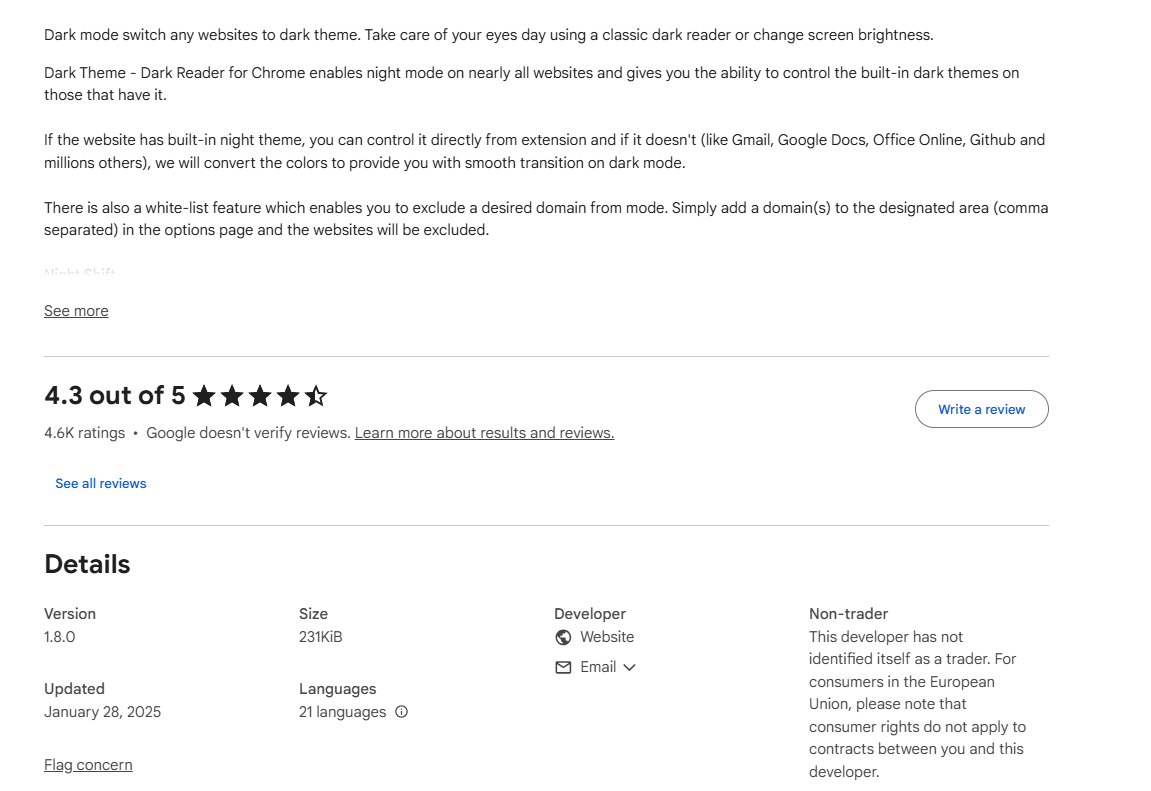 Dark mode switch any websites to dark theme. Take care of your eyes day using a classic dark reader or change screen brightness.
Dark Theme - Dark Reader for Chrome enables night mode on nearly all websites and gives you the ability to control the built-in dark themes on
those that have it.
If the website has built-in night theme, you can control it directly from extension and if it doesn't (like Gmail, Google Docs, Office Online, Github and
millions others), we will convert the colors to provide you with smooth transition on dark mode.
There is also a white-list feature which enables you to exclude a desired domain from mode. Simply add a domain(s) to the designated area (comma
separated) in the options page and the websites will be excluded.
Night Shift
See more
4.3 out of 5
Write a review
4.6K ratings • Google doesn't verify reviews. Learn more about results and reviews.
See all reviews
Details
Version
1.8.0
Updated
January 28, 2025
Flag concern
Size
231KiB
Languages
21 languages
Developer
Website
Email
Non-trader
This developer has not
identified itself as a trader. For
consumers in the European
Union, please note that
consumer rights do not apply to
contracts between you and this
developer.